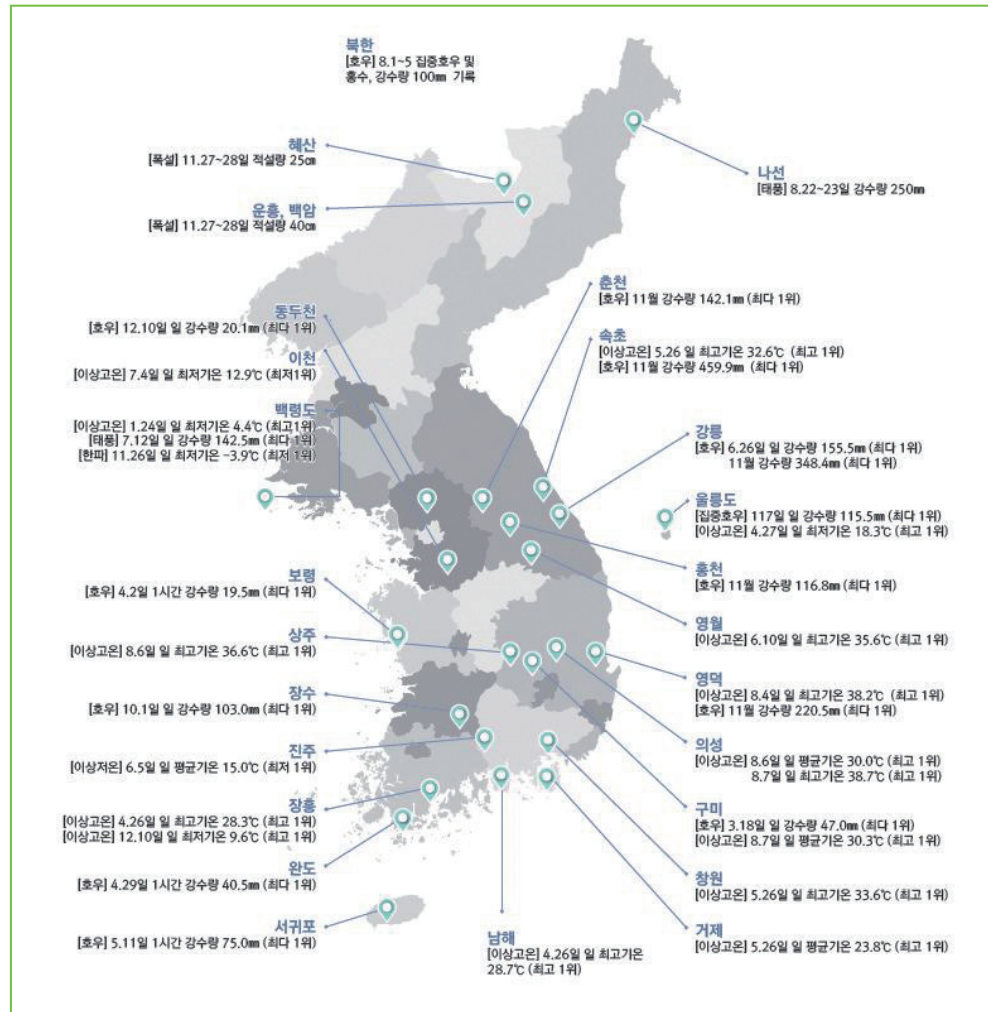 북한
[호우] 8.1~5 집중호우 및
홍수, 강수량 100㎜ 기록
혜산
[폭설] 11.27~28일 적설량 25㎝
운흥, 백암
[폭설] 11.27~28일 적설량 40㎝
나선
[태풍] 8.22~23일 강수량 250㎜
동두천
[호우] 12.10일 일 강수량 20.1㎜ (최다 1위)
이천
[이상고온] 7.4일 일 최저기온 12.9℃ (최저1위)
백령도
[이상고온] 1.24일 일 최저기온 4.4℃ (최고1위)
[태풍] 7.12일 일 강수량 142.5㎜ (최다 1위)
[한파] 11.26일 일 최저기온 -3.9℃ (최저 1위)
춘천
[호우] 11월 강수량 142.1㎜ (최다 1위)
속초
[이상고온] 5.26 일 최고기온 32.6℃ (최고 1위)
[호우] 11월 강수량 459.9㎜ (최다 1위)
강릉
[호우] 6.26일 일 강수량 155.5㎜ (최다 1위)
11월 강수량 348.4㎜ (최다 1위)
울릉도
[집중호우] 117일 일 강수량 115.5㎜ (최다 1위)
[이상고온] 4.27일 일 최저기온 18.3℃ (최고 1위)
홍천
[호우] 11월 강수량 116.8㎜ (최다 1위)
영월
[이상고온] 6.10일 일 최고기온 35.6℃ (최고 1위)
보령
[호우] 4.2일 1시간 강수량 19.5㎜ (최다 1위)
상주
[이상고온] 8.6일 일 최고기온 36.6℃ (최고 1위)
장수
[호우] 10.1일 일 강수량 103.0㎜ (최다 1위)
진주
[이상저온] 6.5일 일 평균기온 15.0℃ (최저 1위)
장흥
[이상고온] 4.26일 일 최고기온 28.3℃ (최고 1위)
[이상고온] 12.10일 일 최저기온 9.6℃ (최고 1위)
완도
[호우] 4.29일 1시간 강수량 40.5㎜ (최다 1위)
서귀포
[호우] 5.11일 1시간 강수량 75.0㎜ (최다 1위)
영덕
[이상고온] 8.4일 일 최고기온 38.2℃ (최고 1위)
[호우] 11월 강수량 220.5㎜ (최다 1위)
의성
[이상고온] 8.6일 일 평균기온 30.0℃ (최고 1위)
8.7일 일 최고기온 38.7℃ (최고 1위)
구미
[호우] 3.18일 일 강수량 47.0㎜ (최다 1위)
[이상고온] 8.7일 일 평균기온 30.3℃ (최고 1위)
창원
[이상고온] 5.26일 일 최고기온 33.6℃ (최고 1위)
거제
[이상고온] 5.26일 일 평균기온 23.8℃ (최고 1위)
남해
[이상고온] 4.26일 일 최고기온
28.7℃ (최고 1위)